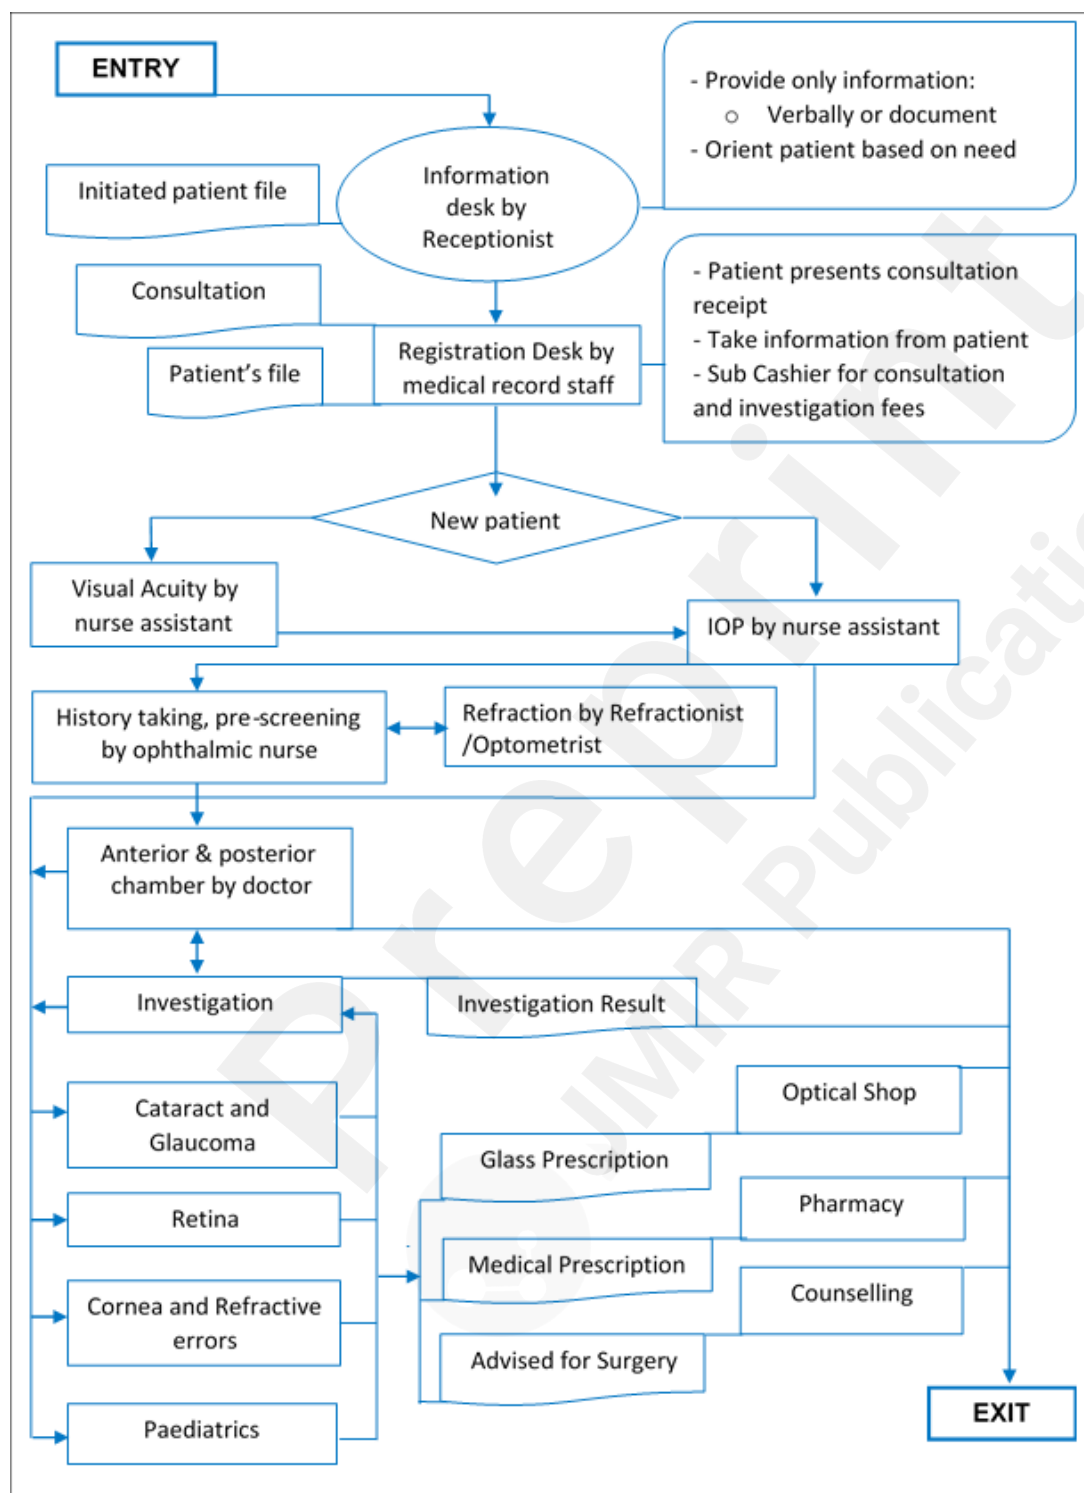 ENTRY
- Provide only information:
o Verbally or document
- Orient patient based on need
Initiated patient file
Information
desk by
Receptionist
Consultation
Patient's file
Registration Desk by
medical record staff
- Patient presents consultation
receipt
- Take information from patient
- Sub Cashier for consultation
and investigation fees
New patient
Visual Acuity by
nurse assistant
IOP by nurse assistant
History taking, pre-screening
by ophthalmic nurse
Refraction by Refractionist
/Optometrist
Anterior & posterior
chamber by doctor
Investigation
Investigation Result
Cataract and
Glaucoma
Optical Shop
Glass Prescription
Retina
Pharmacy
Medical Prescription
Cornea and Refractive
errors
Counselling
Advised for Surgery
Paediatrics
EXIT
Preprint
JMIR Publicatio